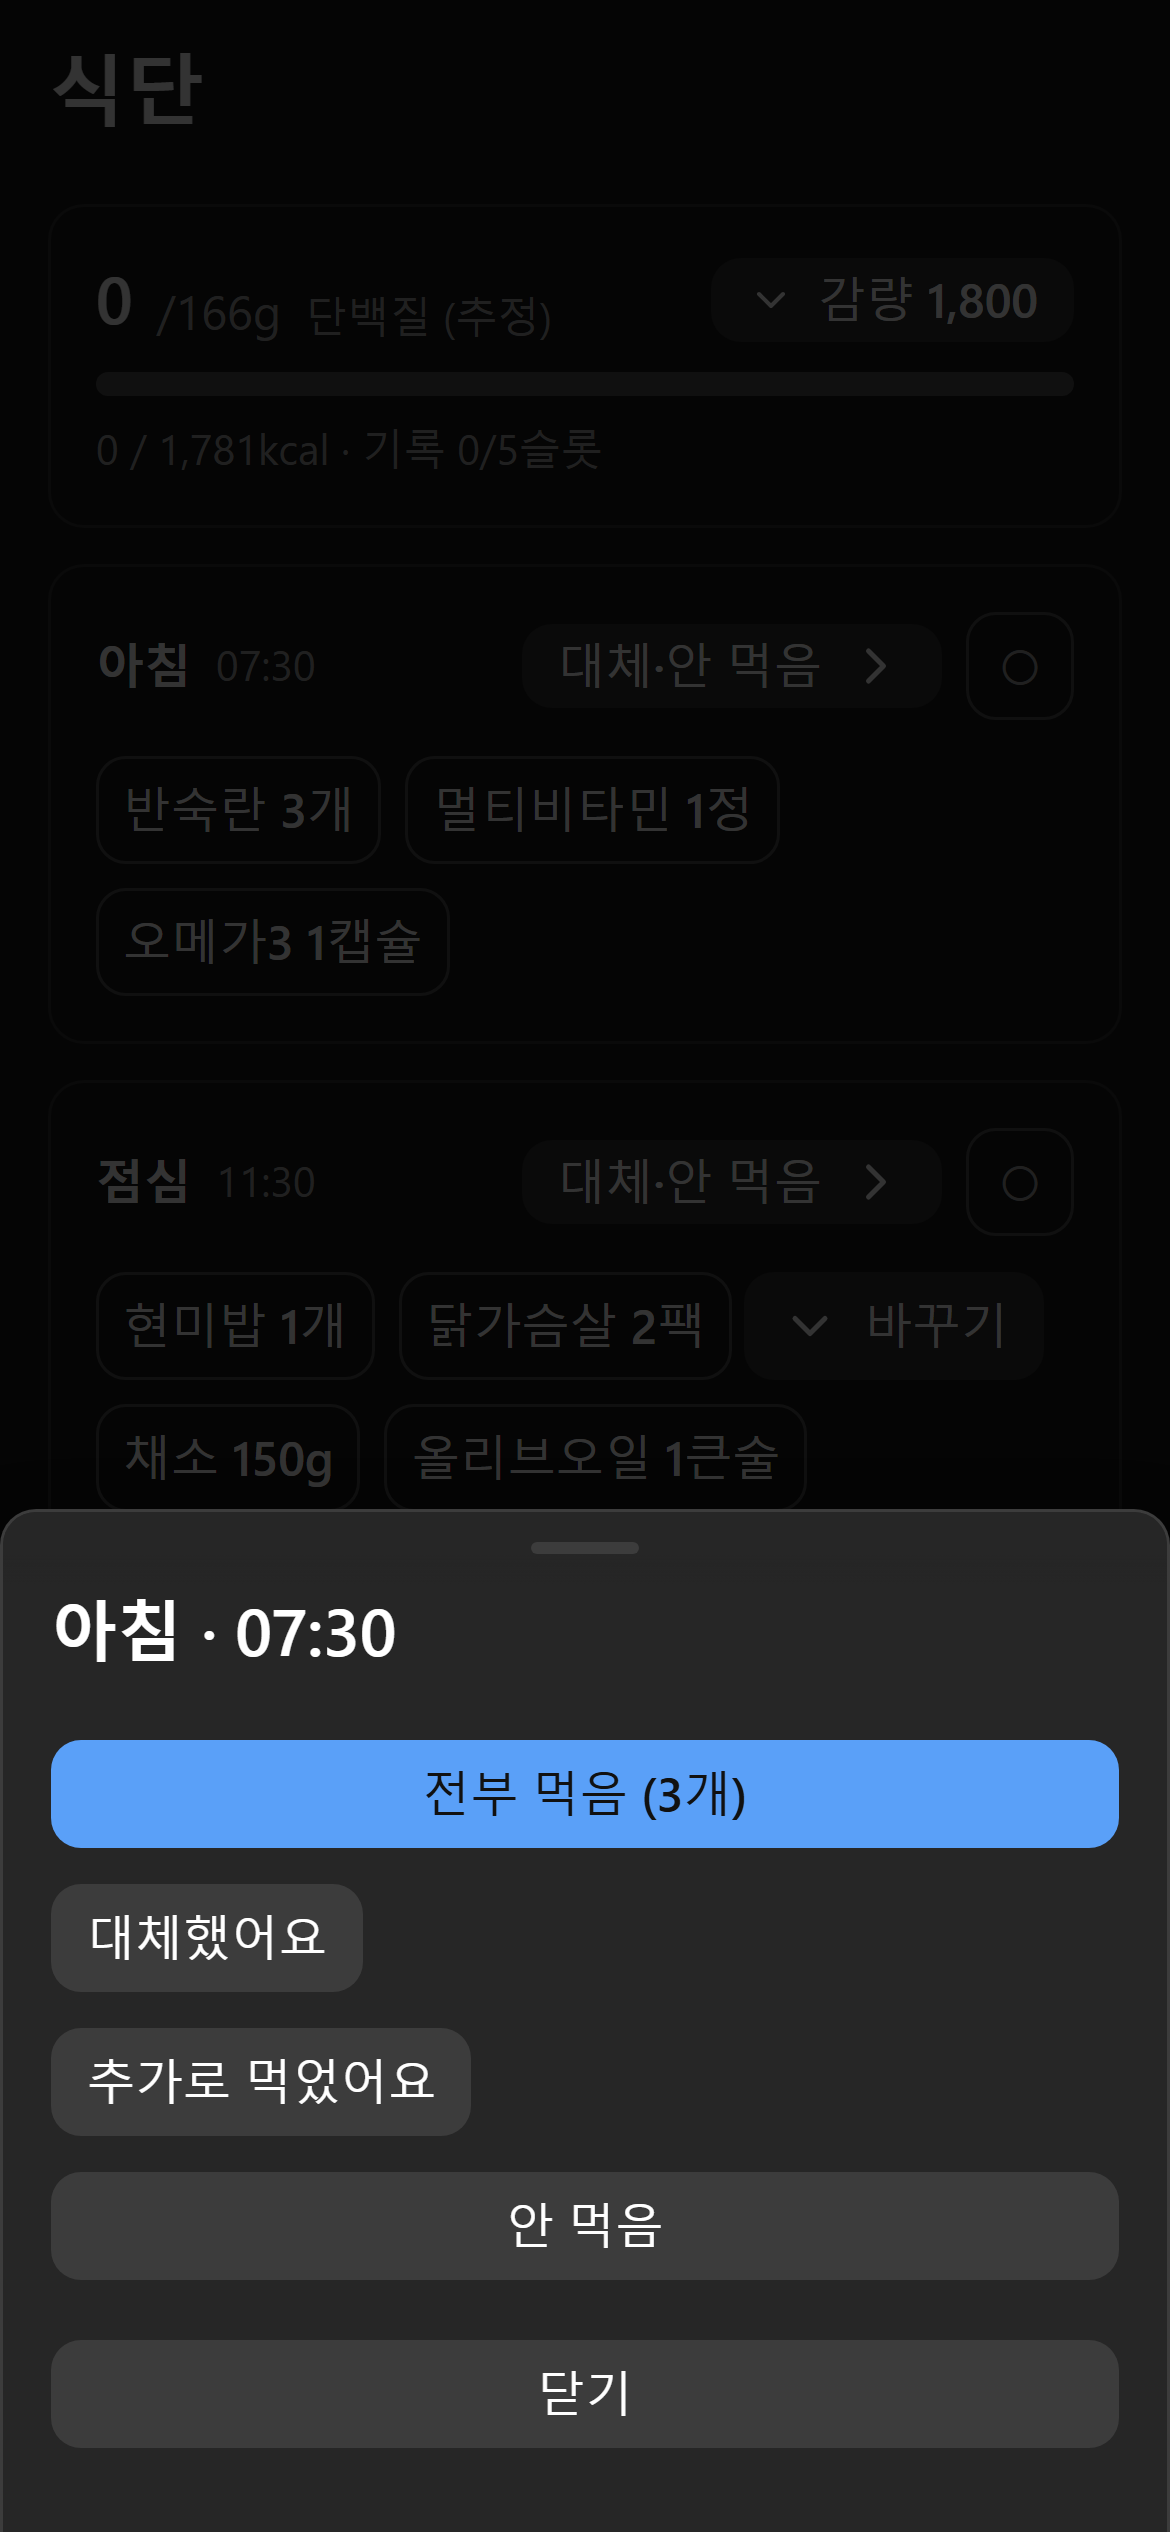 식단
0 /166g 단백질 (추정) 감량 1,800
0 / 1,781kcal · 기록 0/5슬롯
아침 07:30 대체·안 먹음
반숙란 3개 멀티비타민 1정
오메가3 1캡슐
점심 11:30 대체·안 먹음
현미밥 1개 닭가슴살 2팩 바꾸기
채소 150g 올리브오일 1큰술
아침 · 07:30
전부 먹음 (3개)
대체했어요
추가로 먹었어요
안 먹음
닫기